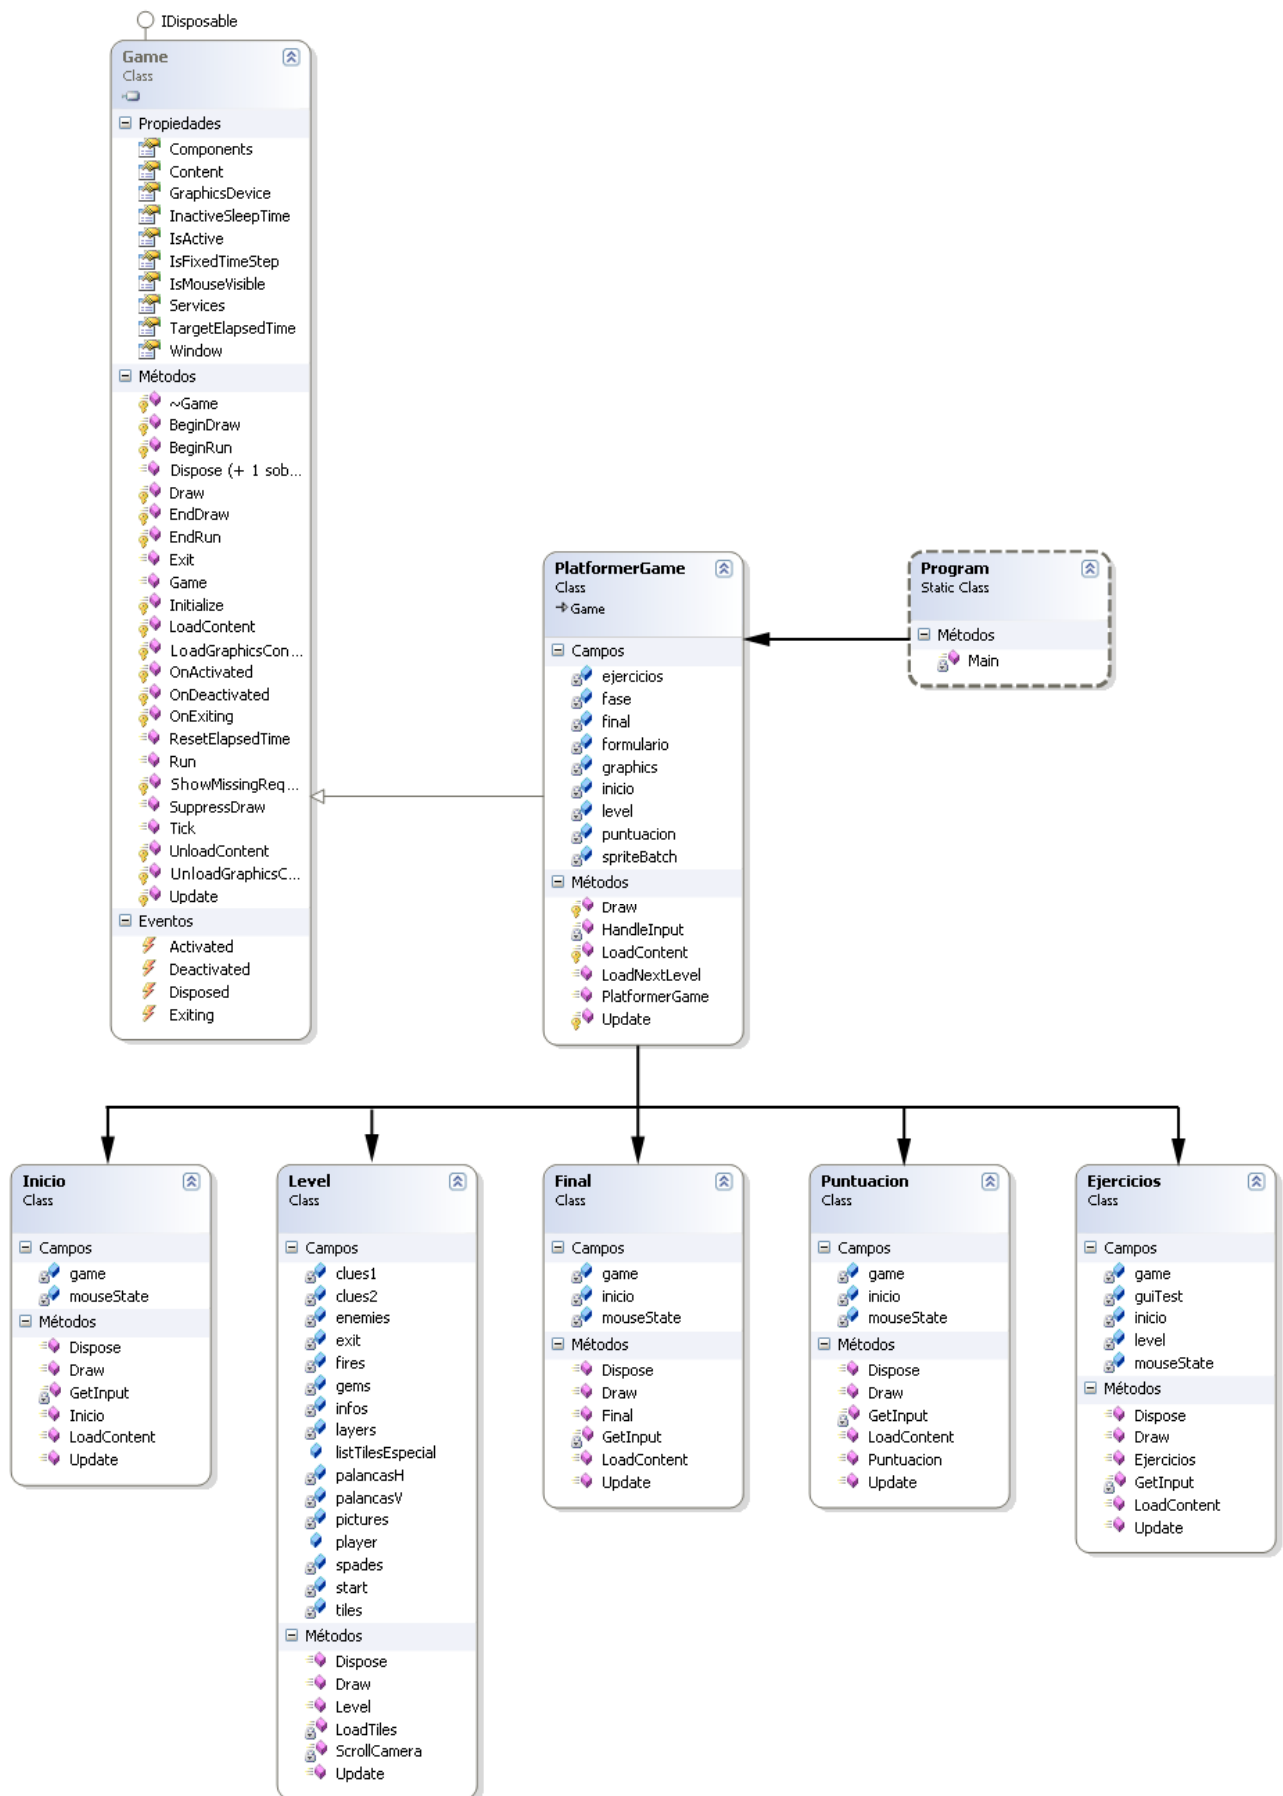 IDisposable
Game
Class
Propiedades
Components
Content
GraphicsDevice
InactiveSleepTime
IsActive
IsFixedTimeStep
IsMouseVisible
Services
TargetElapsedTime
Window
Métodos
~Game
BeginDraw
BeginRun
Dispose (+ 1 sob...
Draw
EndDraw
EndRun
Exit
Game
Initialize
LoadContent
LoadGraphicsCon...
OnActivated
OnDeactivated
OnExiting
ResetElapsedTime
Run
ShowMissingReq...
SuppressDraw
Tick
UnloadContent
UnloadGraphicsC...
Update
Eventos
Activated
Deactivated
Disposed
Exiting
PlatformerGame
Class
Game
Campos
ejercicios
fase
final
formulario
graphics
inicio
level
puntuacion
spriteBatch
Métodos
Draw
HandleInput
LoadContent
LoadNextLevel
PlatformerGame
Update
Program
Static Class
Métodos
Main
Inicio
Class
Campos
game
mouseState
Métodos
Dispose
Draw
GetInput
Inicio
LoadContent
Update
Level
Class
Campos
clues1
clues2
enemies
exit
fires
gems
infos
layers
listTilesEspecial
palancasH
palancasV
pictures
player
spades
start
tiles
Métodos
Dispose
Draw
Level
LoadTiles
ScrollCamera
Update
Final
Class
Campos
game
inicio
mouseState
Métodos
Dispose
Draw
Final
GetInput
LoadContent
Update
Puntuacion
Class
Campos
game
inicio
mouseState
Métodos
Dispose
Draw
GetInput
LoadContent
Puntuacion
Update
Ejercicios
Class
Campos
game
guiTest
inicio
level
mouseState
Métodos
Dispose
Draw
Ejercicios
GetInput
LoadContent
Update